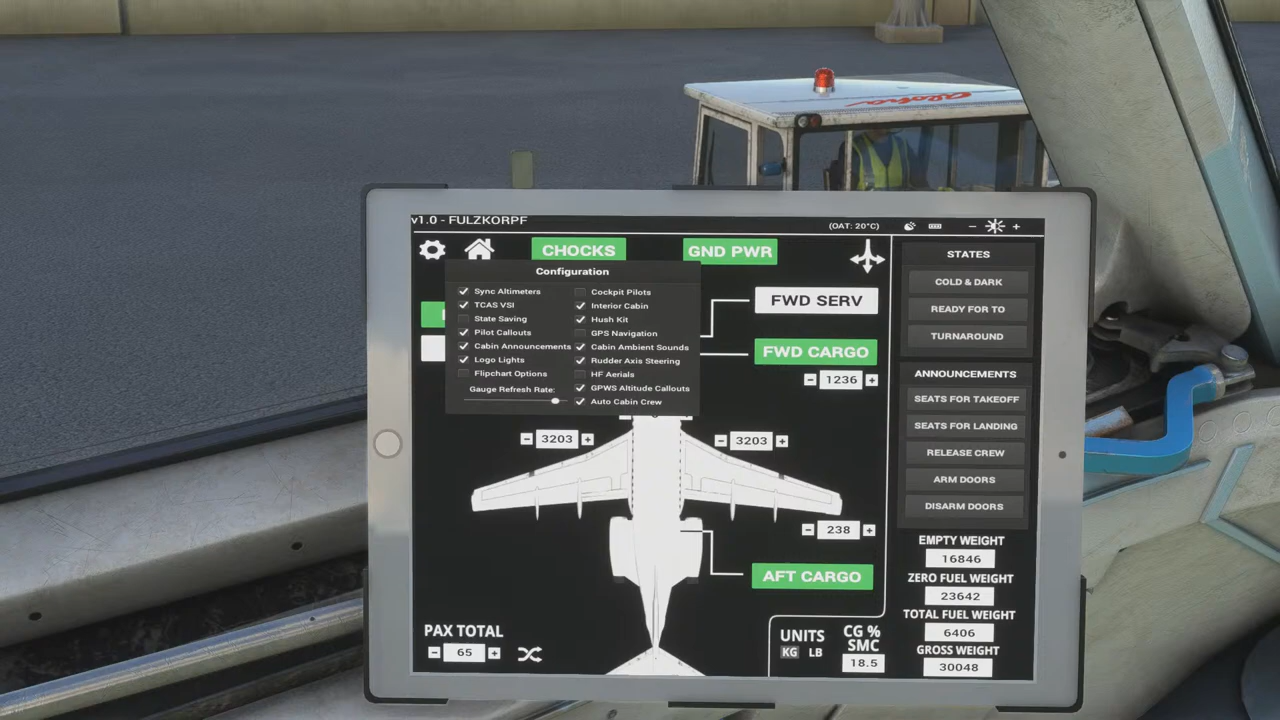 v1.0 - FULZKORPF
(OAT: 20°C)
- +
CHOCKS
GND PWR
Configuration
Sync Altimeters
Cockpit Pilots
TCAS VSI
Interior Cabin
State Saving
Hush Kit
Pilot Callouts
GPS Navigation
Cabin Announcements
Cabin Ambient Sounds
Logo Lights
Rudder Axis Steering
Flipchart Options
HF Aerials
Gauge Refresh Rate:
GPWS Altitude Callouts
Auto Cabin Crew
FWD SERV
FWD CARGO
- 1236 +
- 3203 +
- 3203 +
- 238 +
AFT CARGO
PAX TOTAL
- 65 +
UNITS
KG LB
CG %
SMC
18.5
STATES
COLD & DARK
READY FOR TO
TURNAROUND
ANNOUNCEMENTS
SEATS FOR TAKEOFF
SEATS FOR LANDING
RELEASE CREW
ARM DOORS
DISARM DOORS
EMPTY WEIGHT
16846
ZERO FUEL WEIGHT
23642
TOTAL FUEL WEIGHT
6406
GROSS WEIGHT
30048